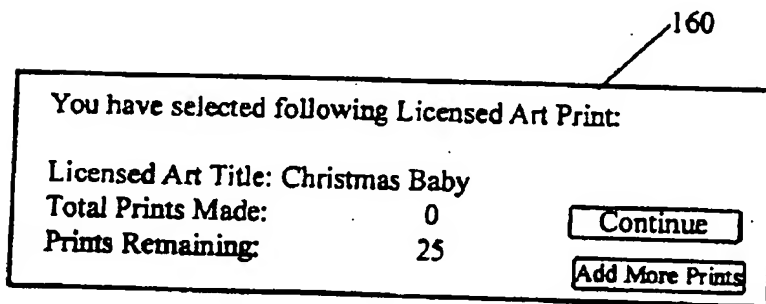 160
You have selected following Licensed Art Print:
Licensed Art Title: Christmas Baby
Total Prints Made: 0
Continue
Prints Remaining: 25
Add More Prints